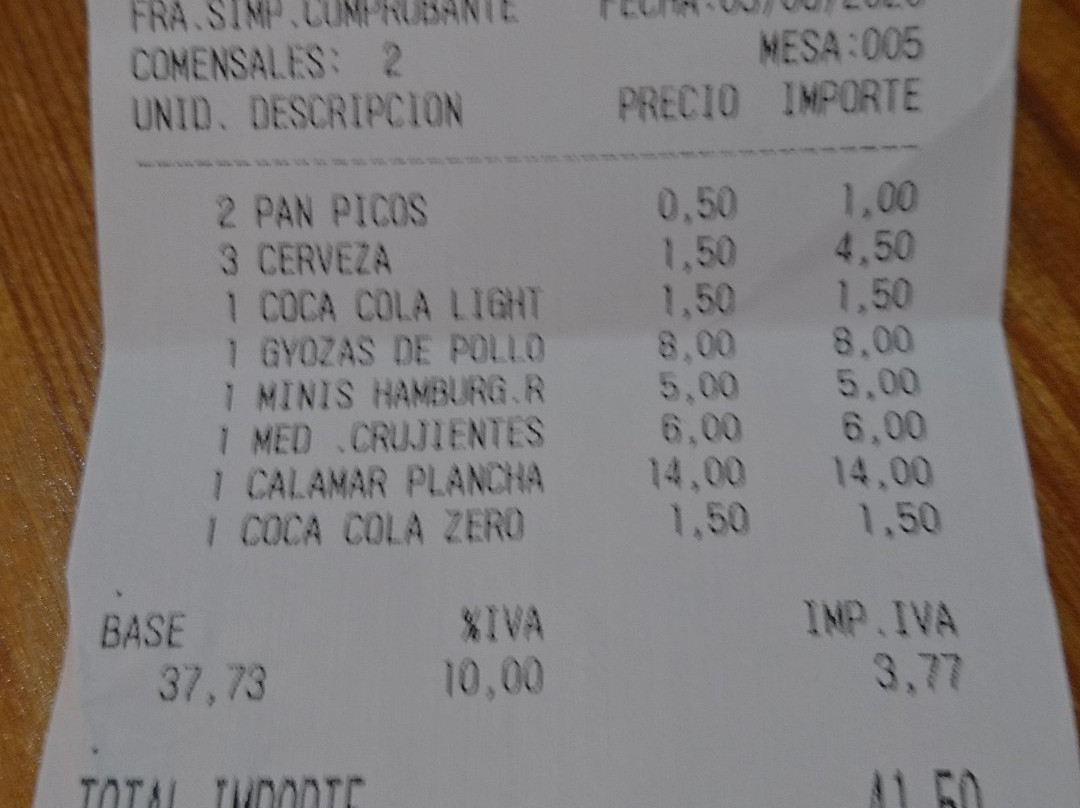 FRA.SIMP.COMPROBANTE
COMENSALES: 2 MESA:005
UNID. DESCRIPCION PRECIO IMPORTE
2 PAN PICOS 0,50 1,00
3 CERVEZA 1,50 4,50
1 COCA COLA LIGHT 1,50 1,50
1 GYOZAS DE POLLO 8,00 8,00
1 MINIS HAMBURG.R 5,00 5,00
1 MED .CRUJIENTES 6,00 6,00
1 CALAMAR PLANCHA 14,00 14,00
1 COCA COLA ZERO 1,50 1,50
BASE %IVA IMP.IVA
37,73 10,00 3,77
TOTAL IMPORTE 41,50